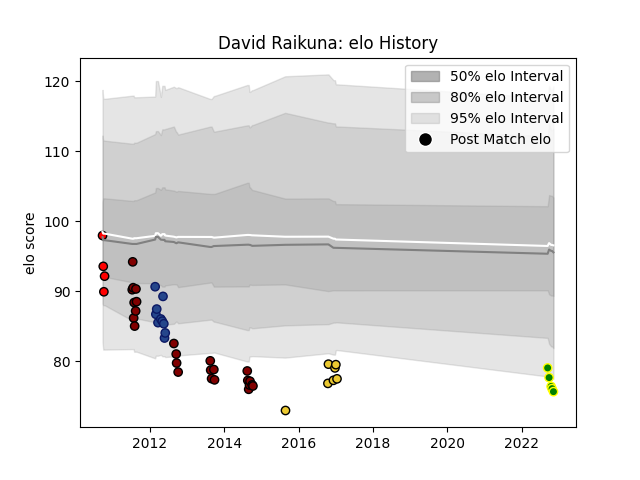 David Raikuna: elo History
50% elo Interval
80% elo Interval
95% elo Interval
Post Match elo
elo score
120
110
100
90
80
2012 2014 2016 2018 2020 2022